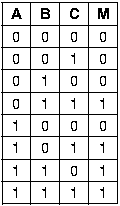 A B C M
0 0 0 0
0 0 1 0
0 1 0 0
0 1 1 1
1 0 0 0
1 0 1 1
1 1 0 1
1 1 1 1